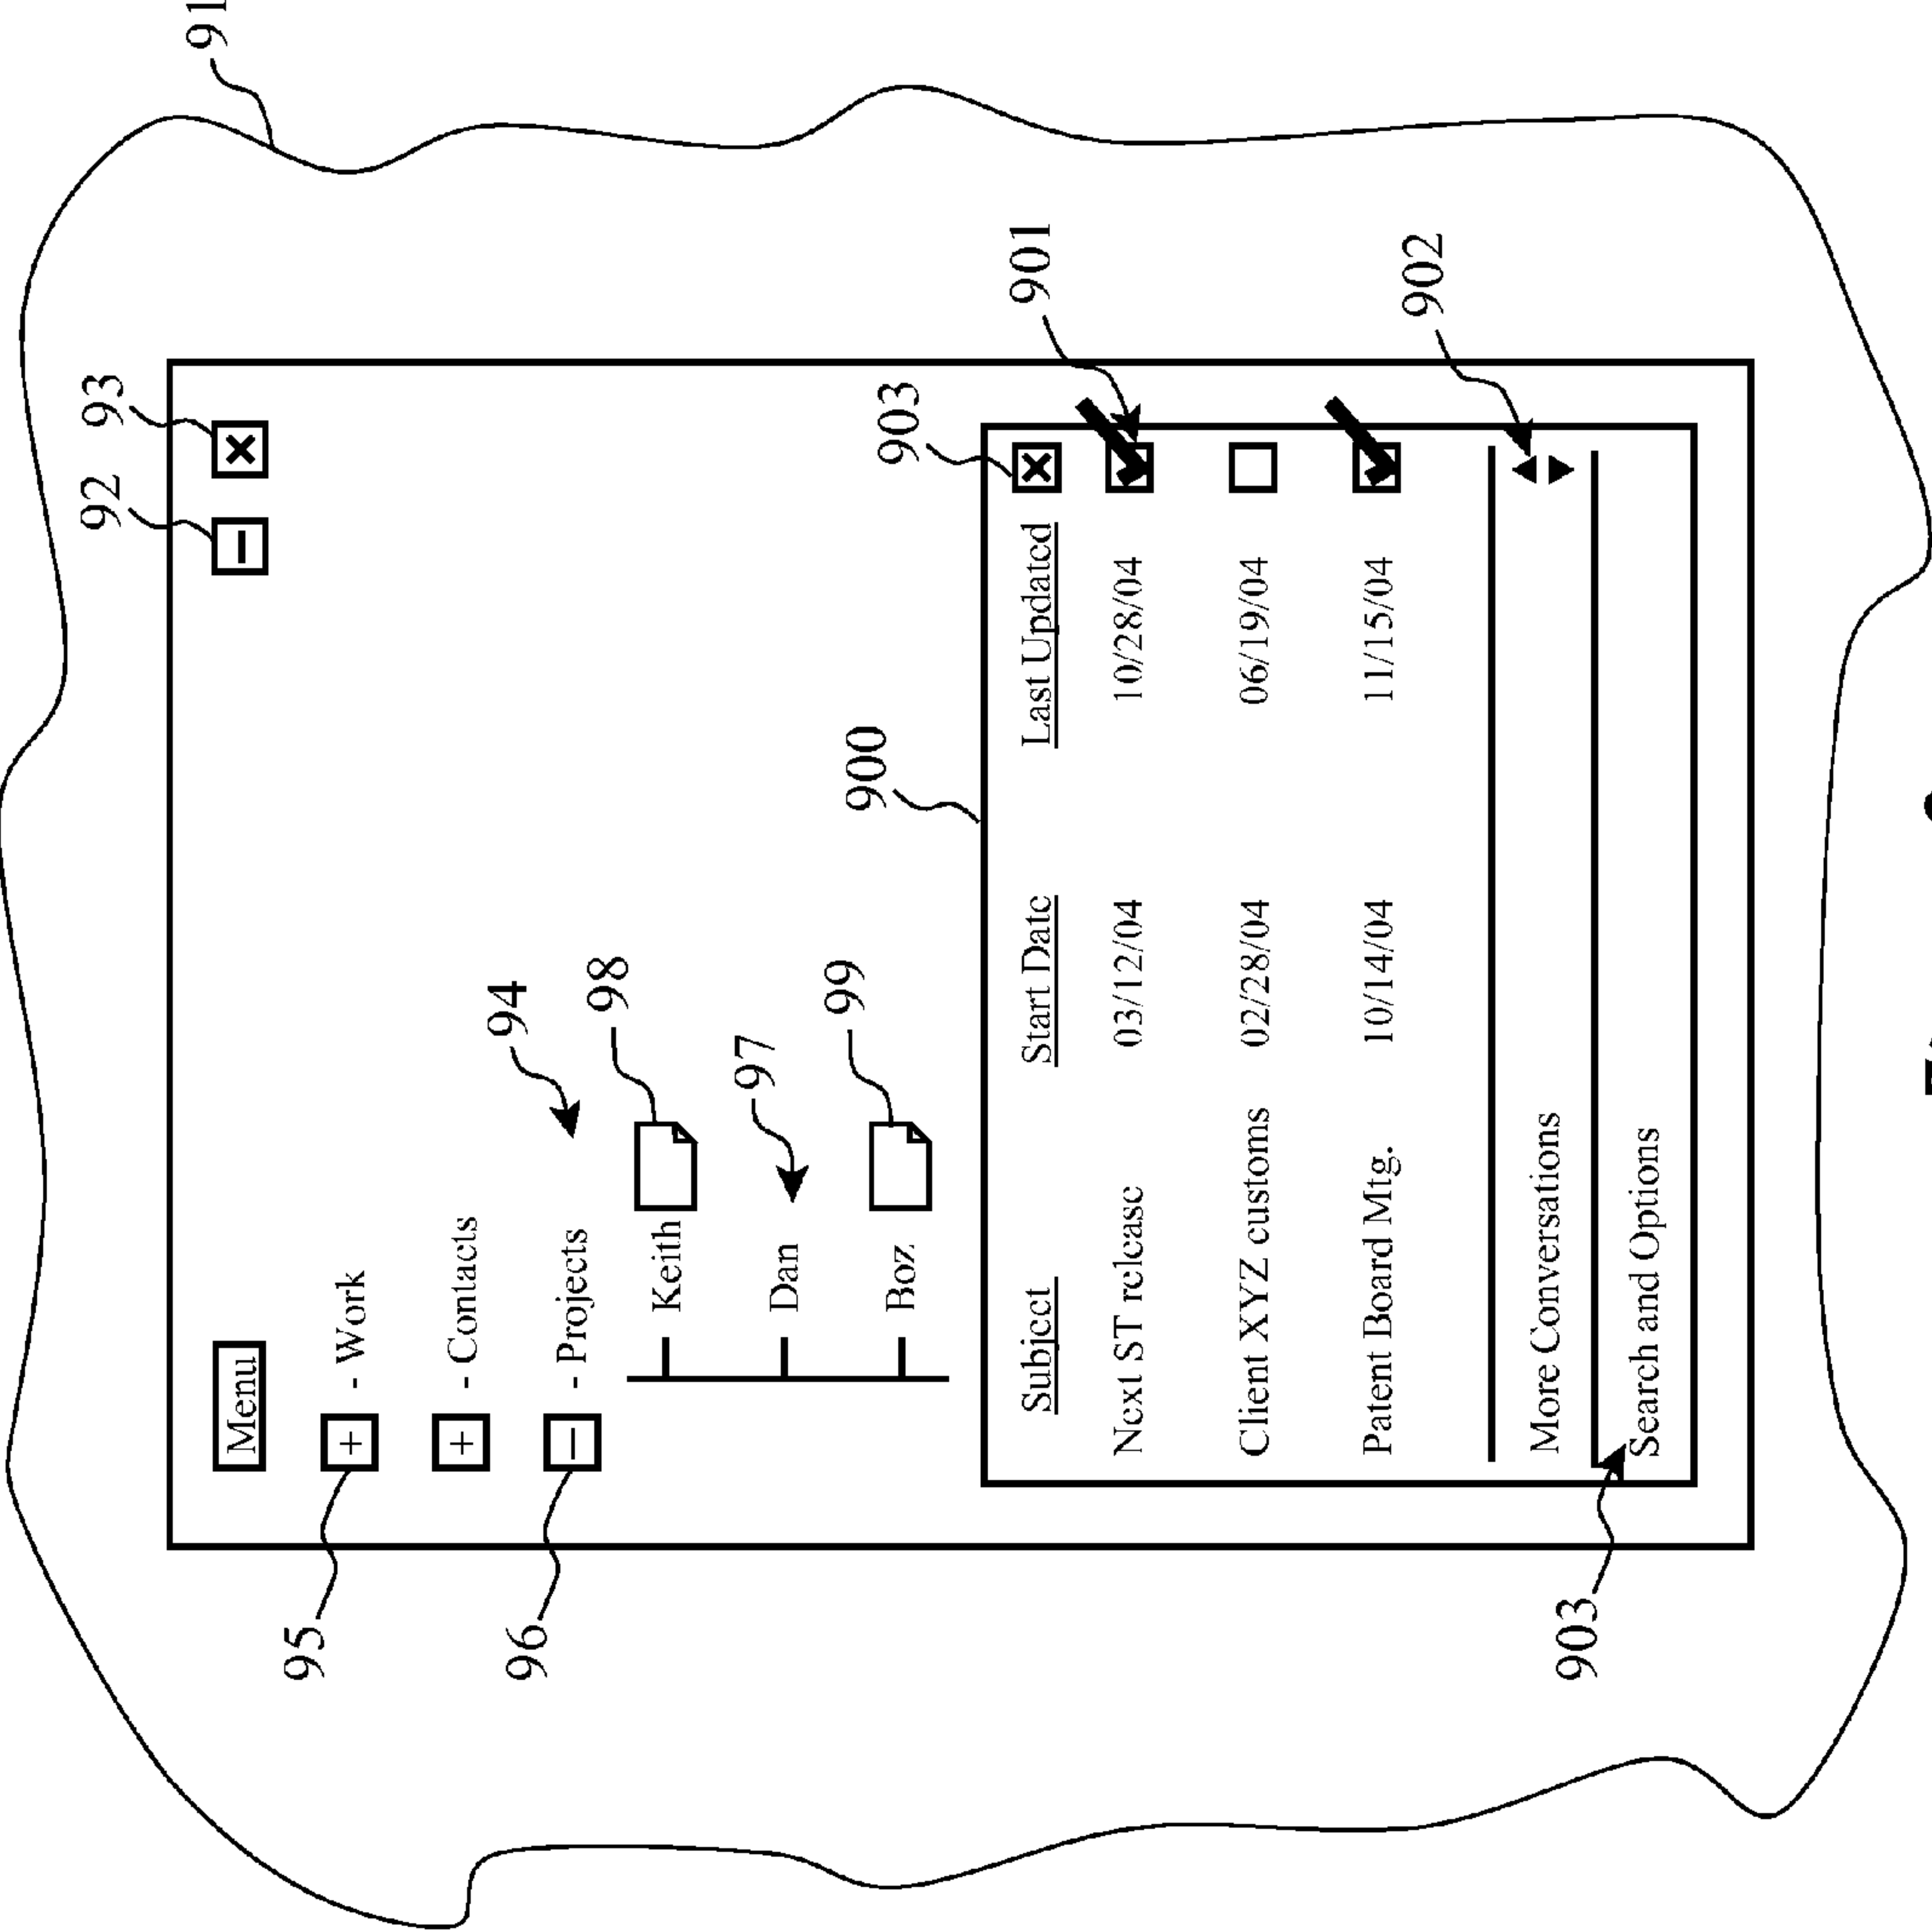 92 93
91
Menu
95
+ - Work
+ - Contacts
94
96
- Projects
98
Keith
97
Dan
99
Boz
900
903
Subject Start Date Last Updated
901
Next ST release 03/12/04 10/28/04
Client XYZ customs 02/28/04 06/19/04
Patent Board Mtg. 10/14/04 11/15/04
902
More Conversations
903
Search and Options